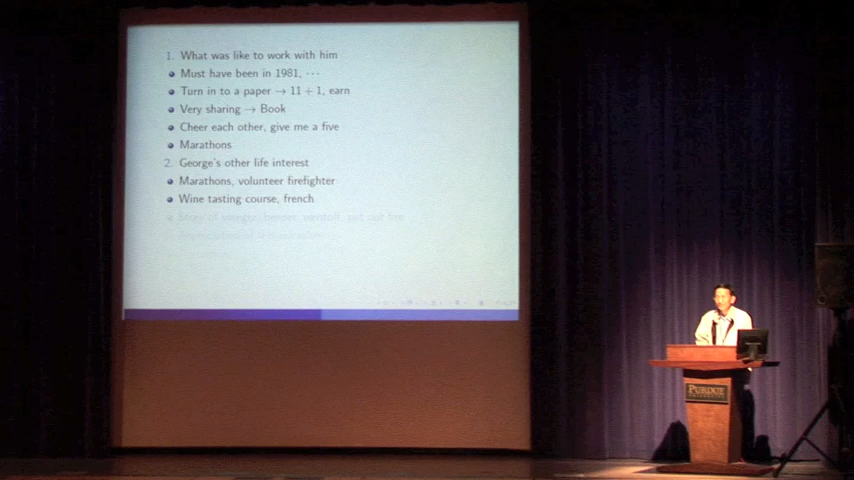 1. What was like to work with him
Must have been in 1981, ⋯
Turn in to a paper → 11 + 1, earn
Very sharing → Book
Cheer each other, give me a five
Marathons
2. George's other life interest
Marathons, volunteer firefighter
Wine tasting course, french
PURDUE